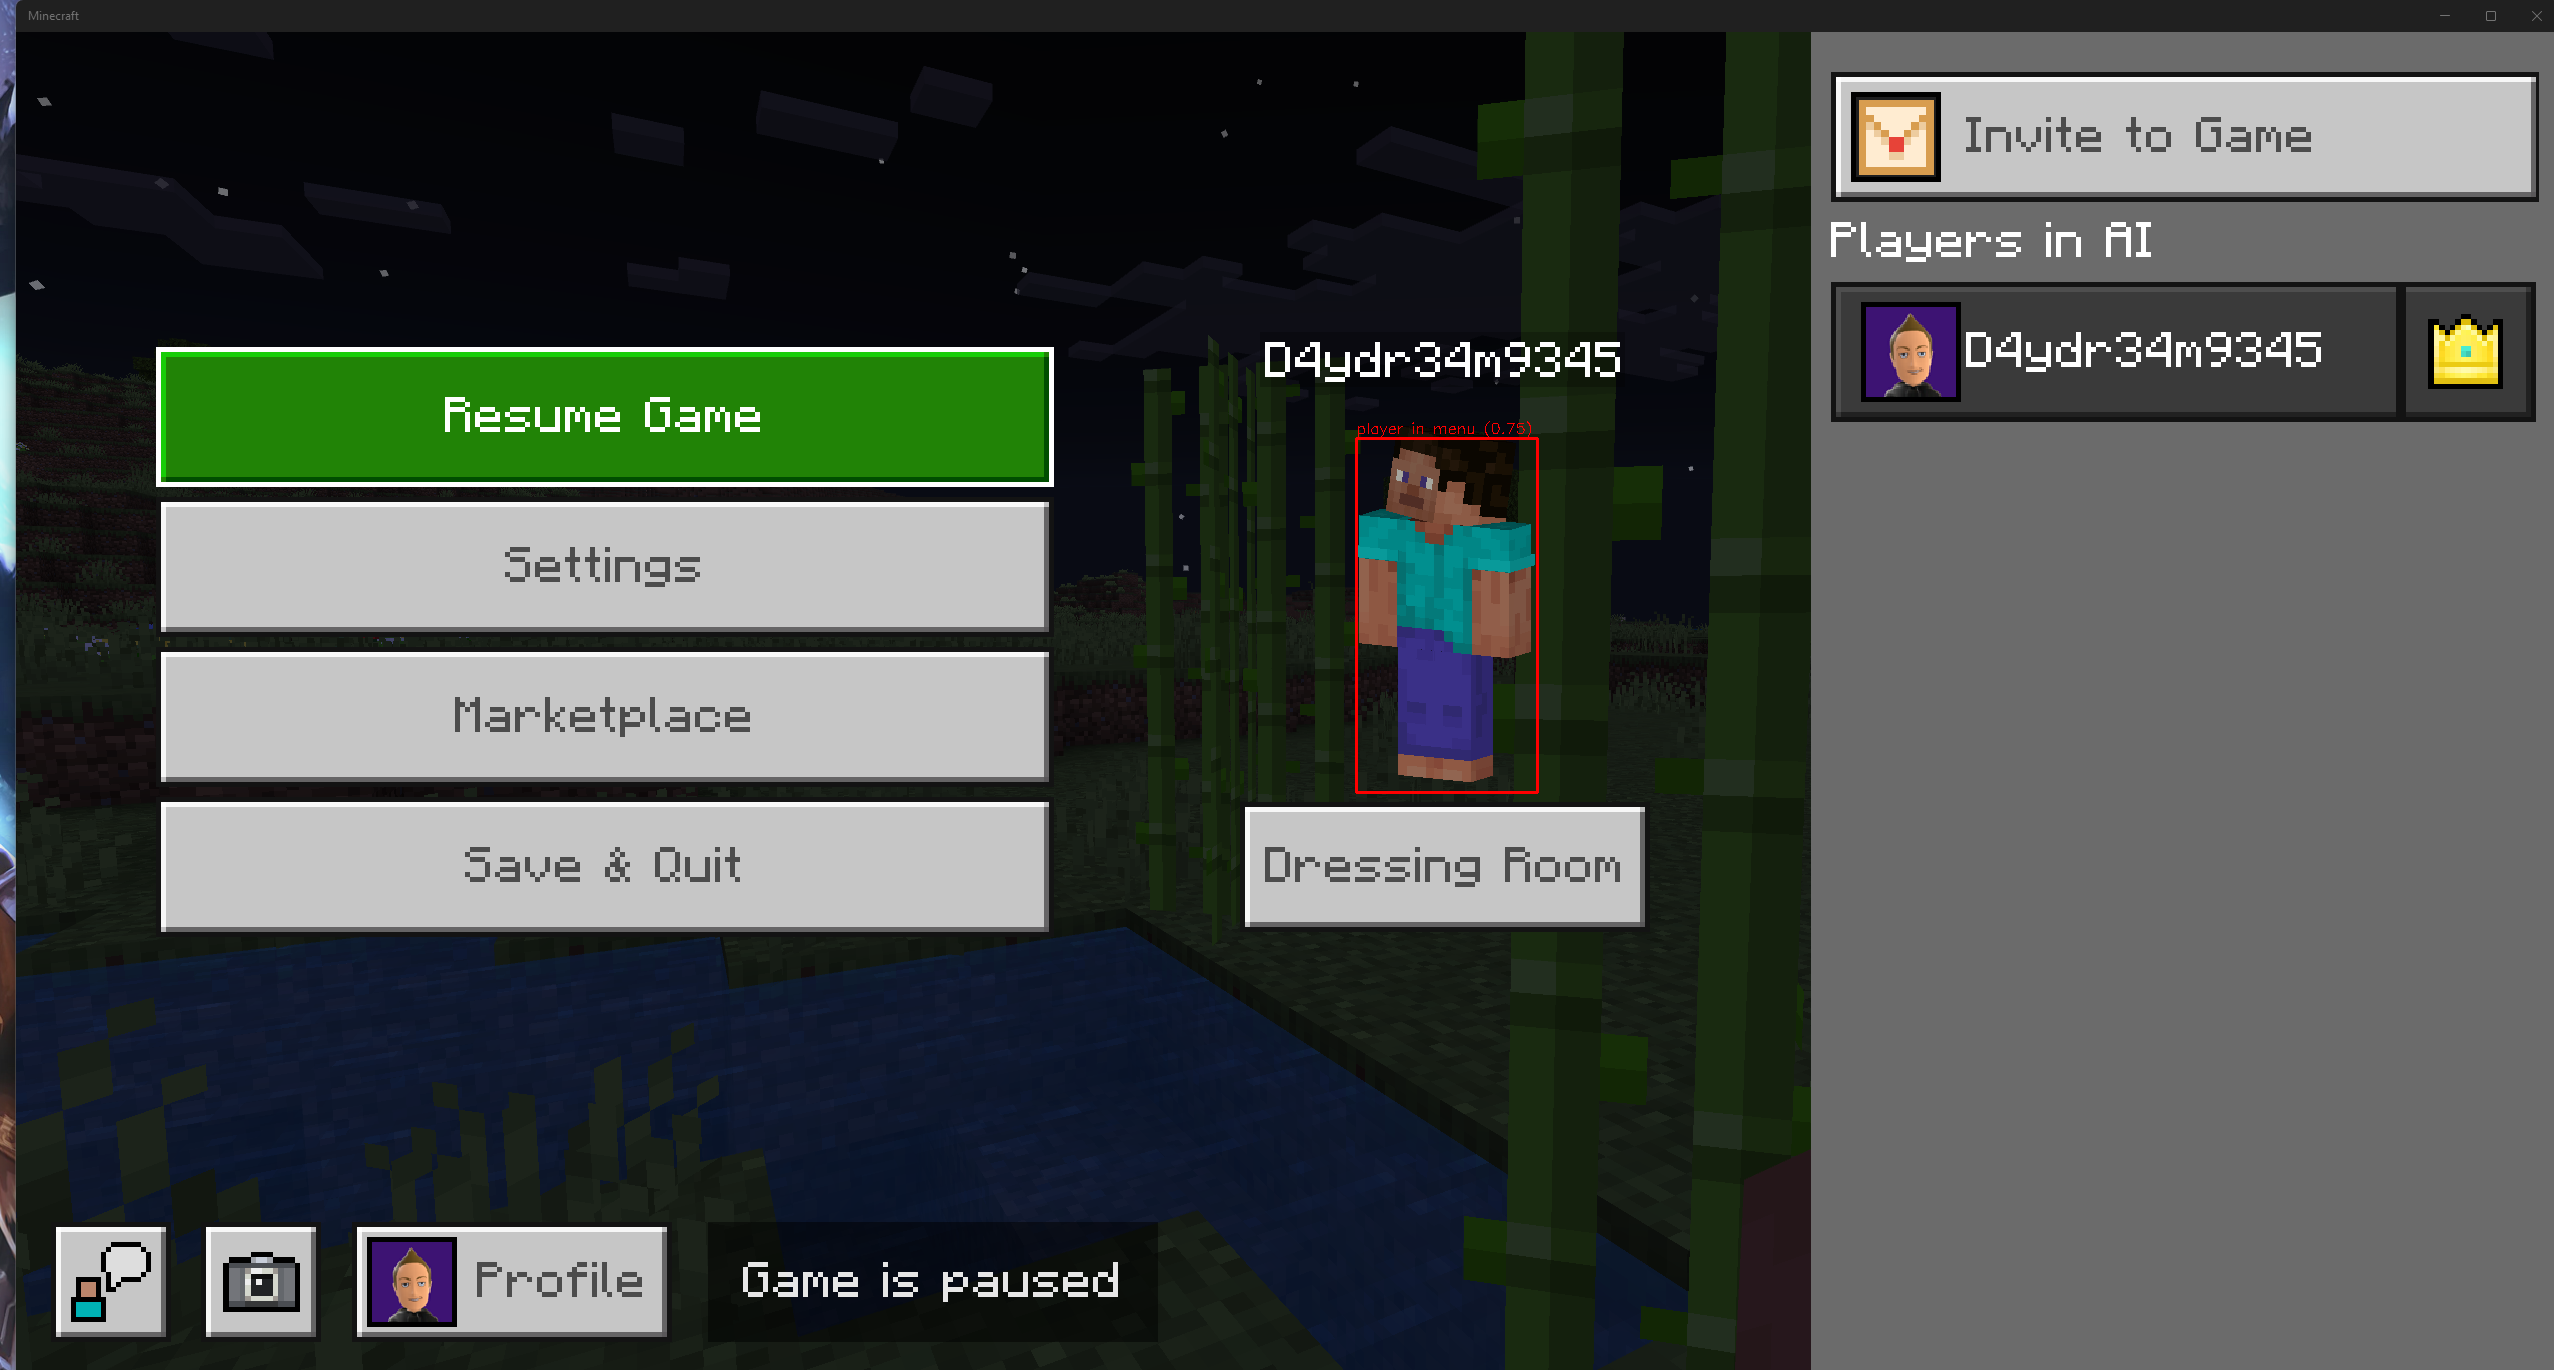 Minecraft
Invite to Game
Players in AI
D4ydr34m9345
D4ydr34m9345
player in menu (0.75)
Resume Game
Settings
Marketplace
Save & Quit
Dressing Room
Profile
Game is paused